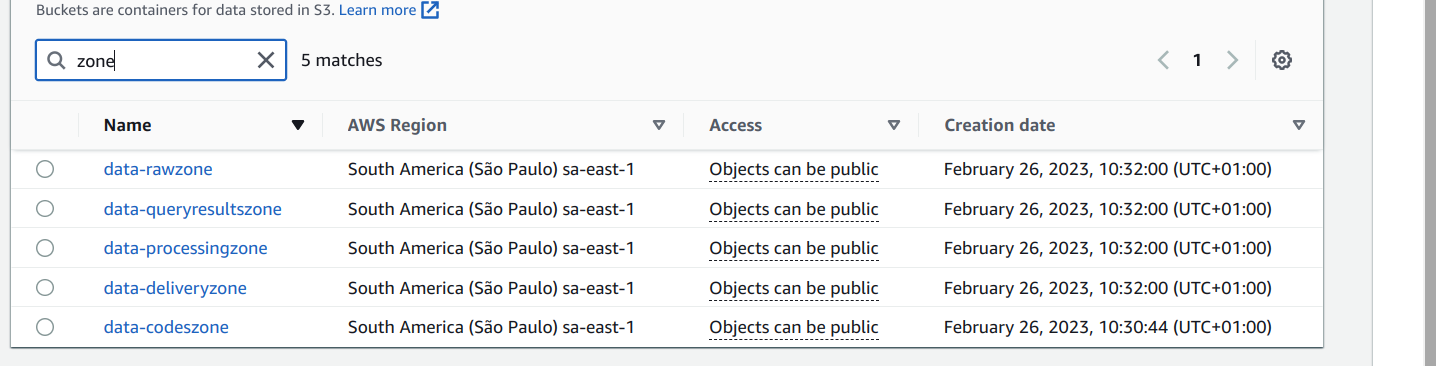 Buckets are containers for data stored in S3. Learn more
zone 5 matches 1
Name AWS Region Access Creation date
data-rawzone South America (São Paulo) sa-east-1 Objects can be public February 26, 2023, 10:32:00 (UTC+01:00)
data-queryresultszone South America (São Paulo) sa-east-1 Objects can be public February 26, 2023, 10:32:00 (UTC+01:00)
data-processingzone South America (São Paulo) sa-east-1 Objects can be public February 26, 2023, 10:32:00 (UTC+01:00)
data-deliveryzone South America (São Paulo) sa-east-1 Objects can be public February 26, 2023, 10:32:00 (UTC+01:00)
data-codeszone South America (São Paulo) sa-east-1 Objects can be public February 26, 2023, 10:30:44 (UTC+01:00)